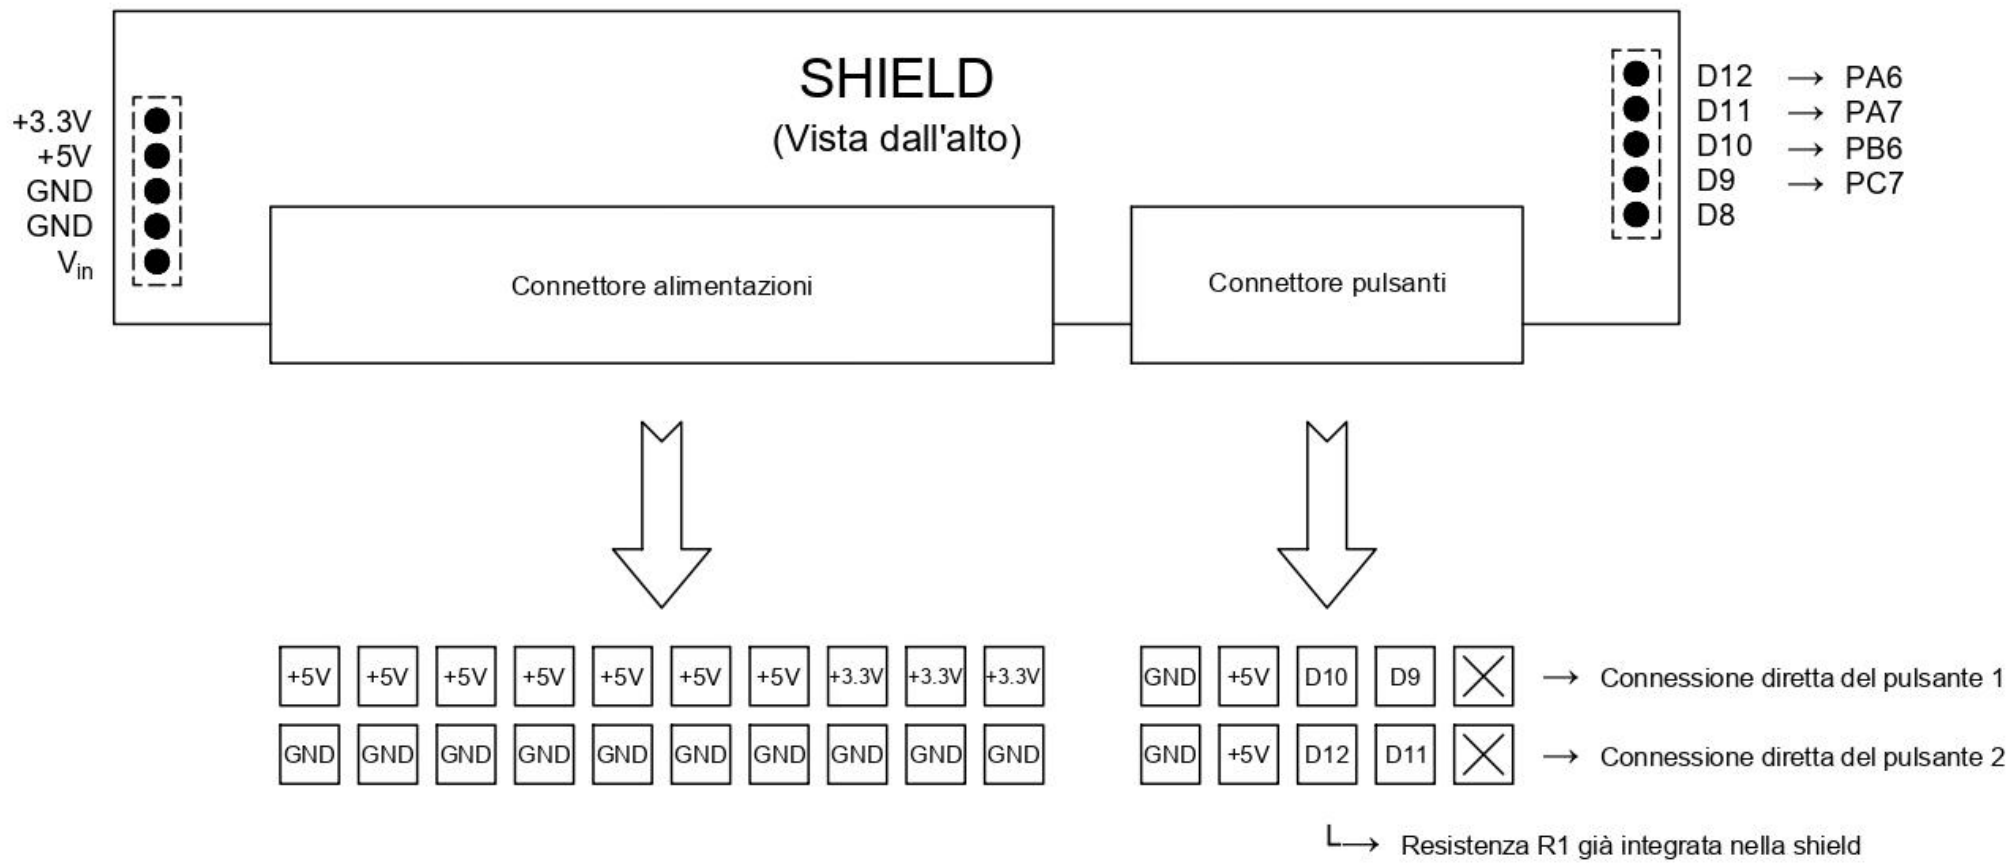 SHIELD
(Vista dall'alto)
+3.3V
+5V
GND
GND
Vin
D12 → PA6
D11 → PA7
D10 → PB6
D9 → PC7
D8
Connettore alimentazioni
Connettore pulsanti
+5V +5V +5V +5V +5V +5V +5V +3.3V +3.3V +3.3V
GND GND GND GND GND GND GND GND GND GND
GND +5V D10 D9 → Connessione diretta del pulsante 1
GND +5V D12 D11 → Connessione diretta del pulsante 2
Resistenza R1 già integrata nella shield